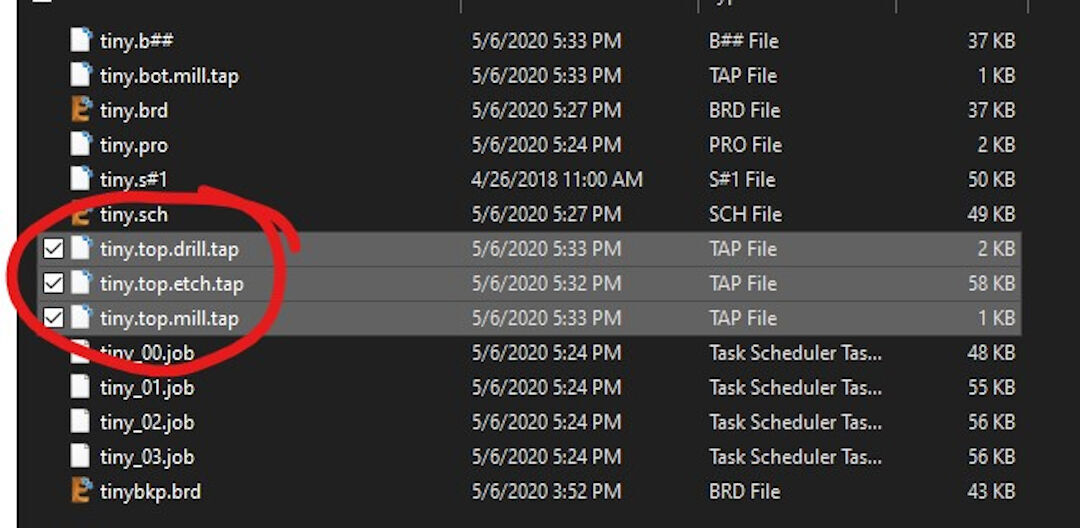 tiny.b## 5/6/2020 5:33 PM B## File 37 KB
tiny.bot.mill.tap 5/6/2020 5:33 PM TAP File 1 KB
tiny.brd 5/6/2020 5:27 PM BRD File 37 KB
tiny.pro 5/6/2020 5:24 PM PRO File 2 KB
tiny.s#1 4/26/2018 11:00 AM S#1 File 50 KB
tiny.sch 5/6/2020 5:27 PM SCH File 49 KB
tiny.top.drill.tap 5/6/2020 5:33 PM TAP File 2 KB
tiny.top.etch.tap 5/6/2020 5:32 PM TAP File 58 KB
tiny.top.mill.tap 5/6/2020 5:33 PM TAP File 1 KB
tiny_00.job 5/6/2020 5:24 PM Task Scheduler Tas... 48 KB
tiny_01.job 5/6/2020 5:24 PM Task Scheduler Tas... 55 KB
tiny_02.job 5/6/2020 5:24 PM Task Scheduler Tas... 56 KB
tiny_03.job 5/6/2020 5:24 PM Task Scheduler Tas... 56 KB
tinybkp.brd 5/6/2020 3:52 PM BRD File 43 KB